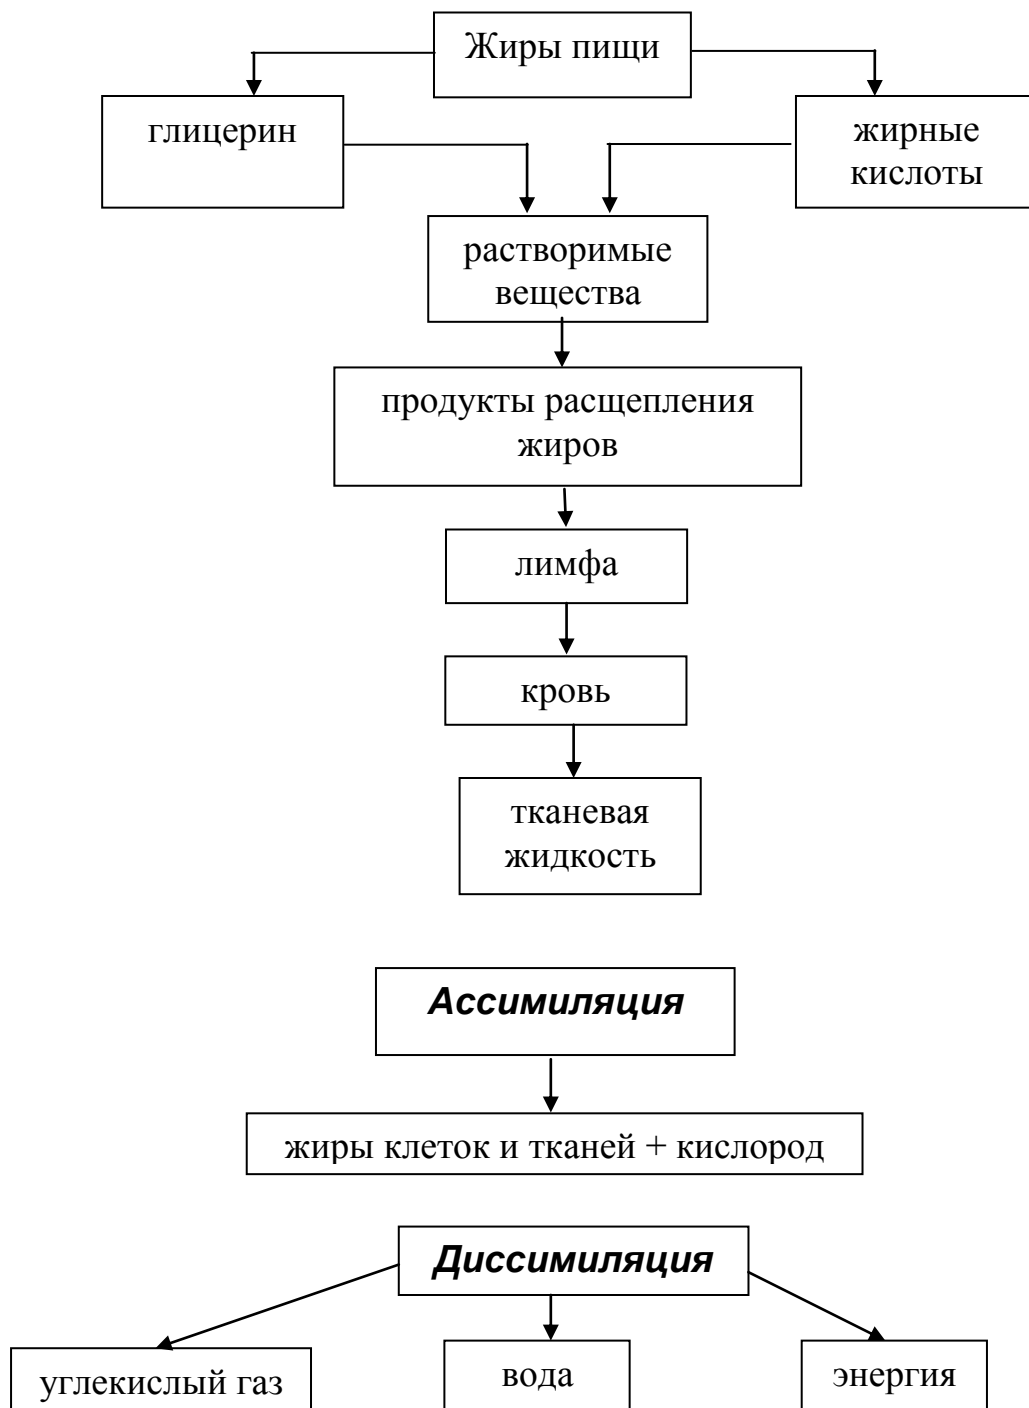 Жиры пищи
глицерин
жирные
кислоты
растворимые
вещества
продукты расщепления
жиров
лимфа
кровь
тканевая
жидкость
Ассимиляция
жиры клеток и тканей + кислород
Диссимиляция
углекислый газ
вода
энергия